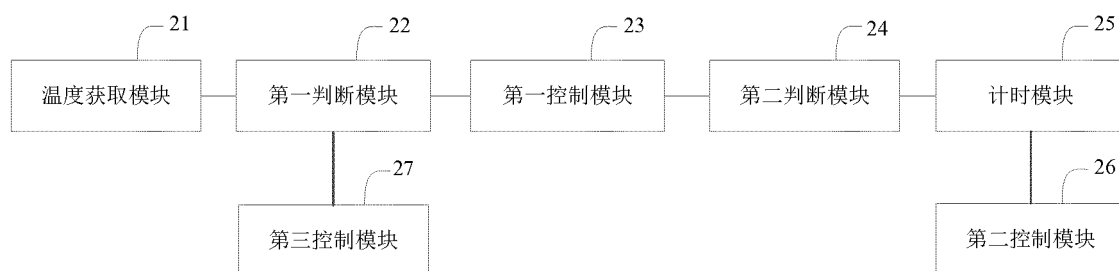 21
22
23
24
25
温度获取模块
第一判断模块
第一控制模块
第二判断模块
计时模块
27
26
第三控制模块
第二控制模块